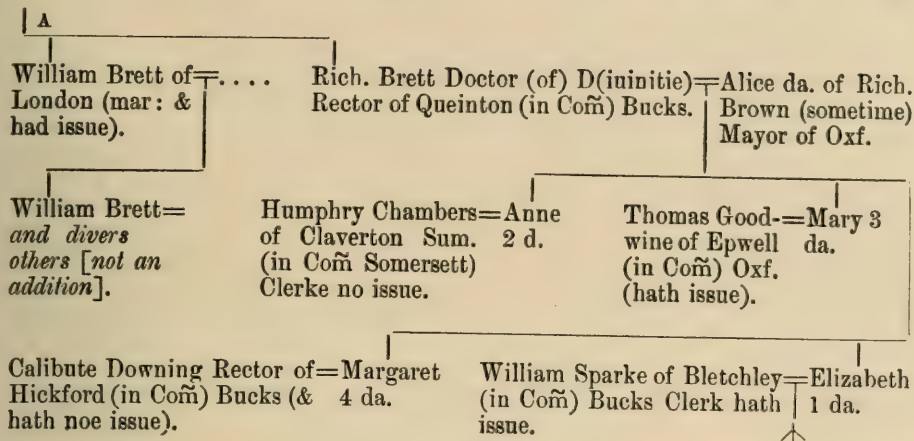 A
William Brett of=. . . .
London (mar: &
had issue).
Rich. Brett Doctor (of) D(iuinitie)=Alice da. of Rich.
Rector of Queinton (in Com̃) Bucks. Brown (sometime)
Mayor of Oxf.
William Brett=
and divers
others [not an
addition].
Humphry Chambers=Anne
of Claverton Sum. 2 d.
(in Com̃ Somersett)
Clerke no issue.
Thomas Good-=Mary 3
wine of Epwell da.
(in Com̃) Oxf.
(hath issue).
Calibute Downing Rector of=Margaret
Hickford (in Com̃) Bucks (& 4 da.
hath noe issue).
William Sparke of Bletchley=Elizabeth
(in Com̃) Bucks Clerk hath 1 da.
issue.